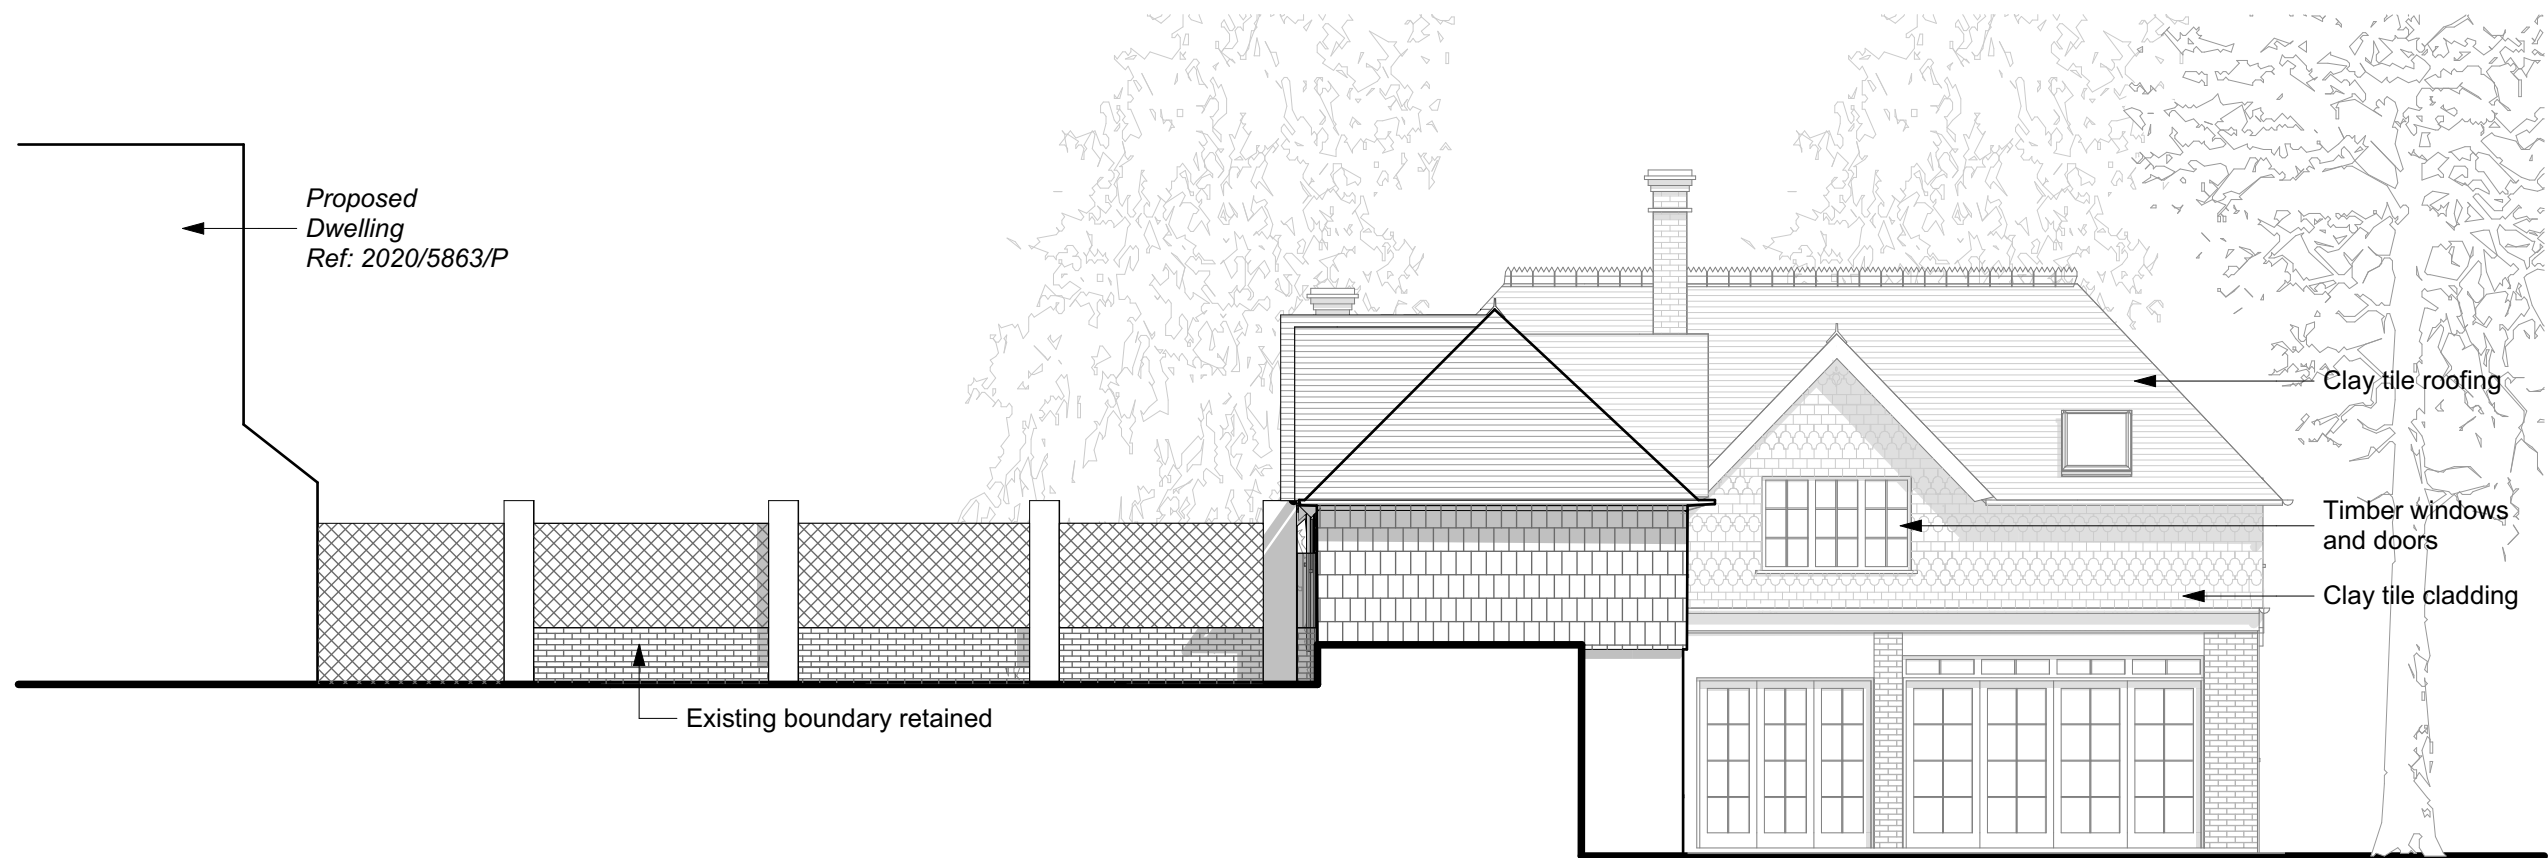 Proposed
Dwelling
Ref: 2020/5863/P
Clay tile roofing
Timber windows
and doors
Clay tile cladding
Existing boundary retained